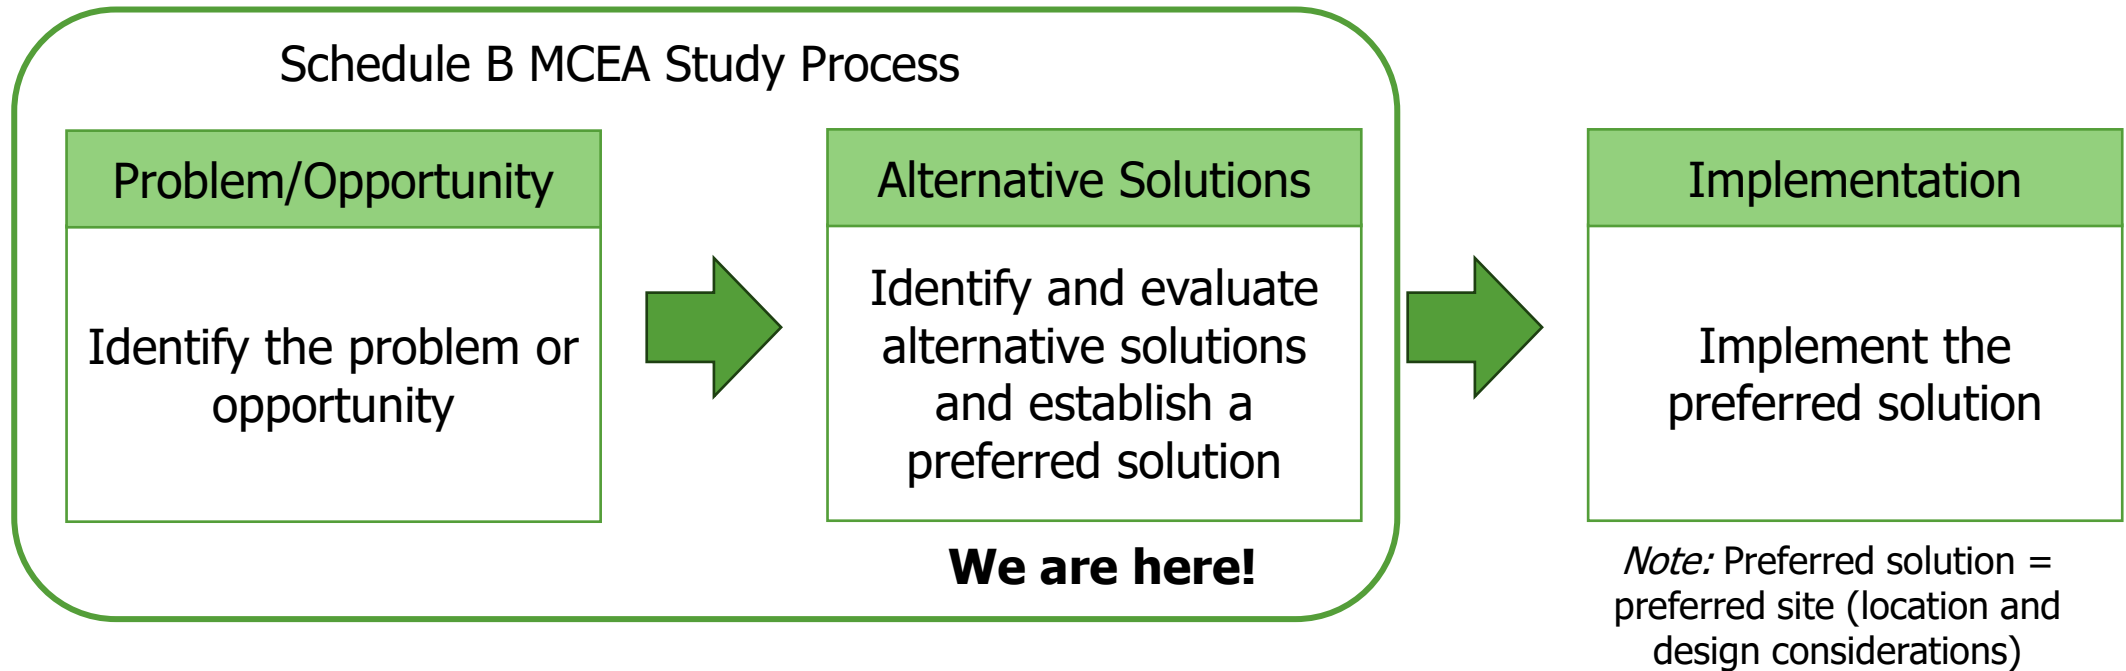 Schedule B MCEA Study Process
Problem/Opportunity
Identify the problem or
opportunity
Alternative Solutions
Identify and evaluate
alternative solutions
and establish a
preferred solution
We are here!
Implementation
Implement the
preferred solution
Note: Preferred solution =
preferred site (location and
design considerations)